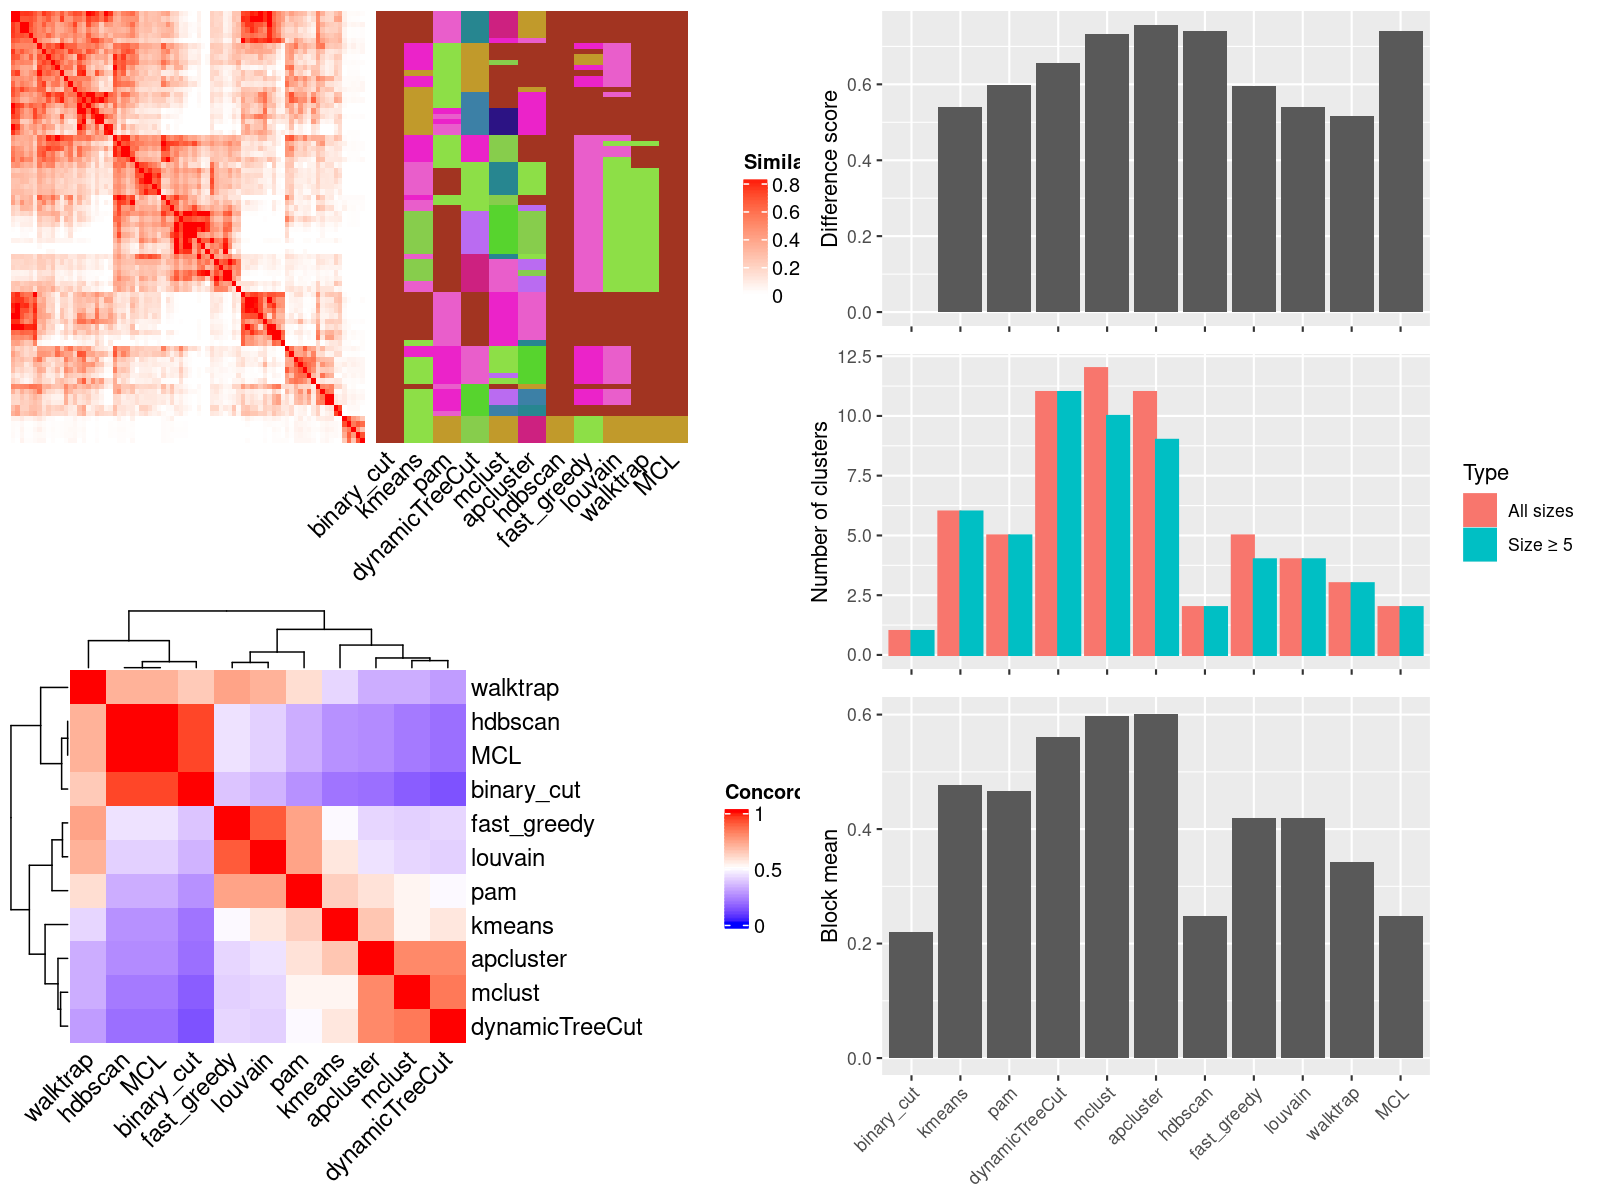 Simila
0.8
0.6
0.4
0.2
0
binary_cut
kmeans
pam
dynamicTreeCut
mclust
apcluster
hdbscan
fast_greedy
louvain
walktrap
MCL
Difference score
0.6
0.4
0.2
0.0
Number of clusters
12.5
10.0
7.5
5.0
2.5
0.0
Type
All sizes
Size ≥ 5
walktrap
hdbscan
MCL
binary_cut
fast_greedy
louvain
pam
kmeans
apcluster
mclust
dynamicTreeCut
walktrap
hdbscan
MCL
binary_cut
fast_greedy
louvain
pam
kmeans
apcluster
mclust
dynamicTreeCut
Concord
1
0.5
0
Block mean
0.6
0.4
0.2
0.0
binary_cut
kmeans
pam
dynamicTreeCut
mclust
apcluster
hdbscan
fast_greedy
louvain
walktrap
MCL